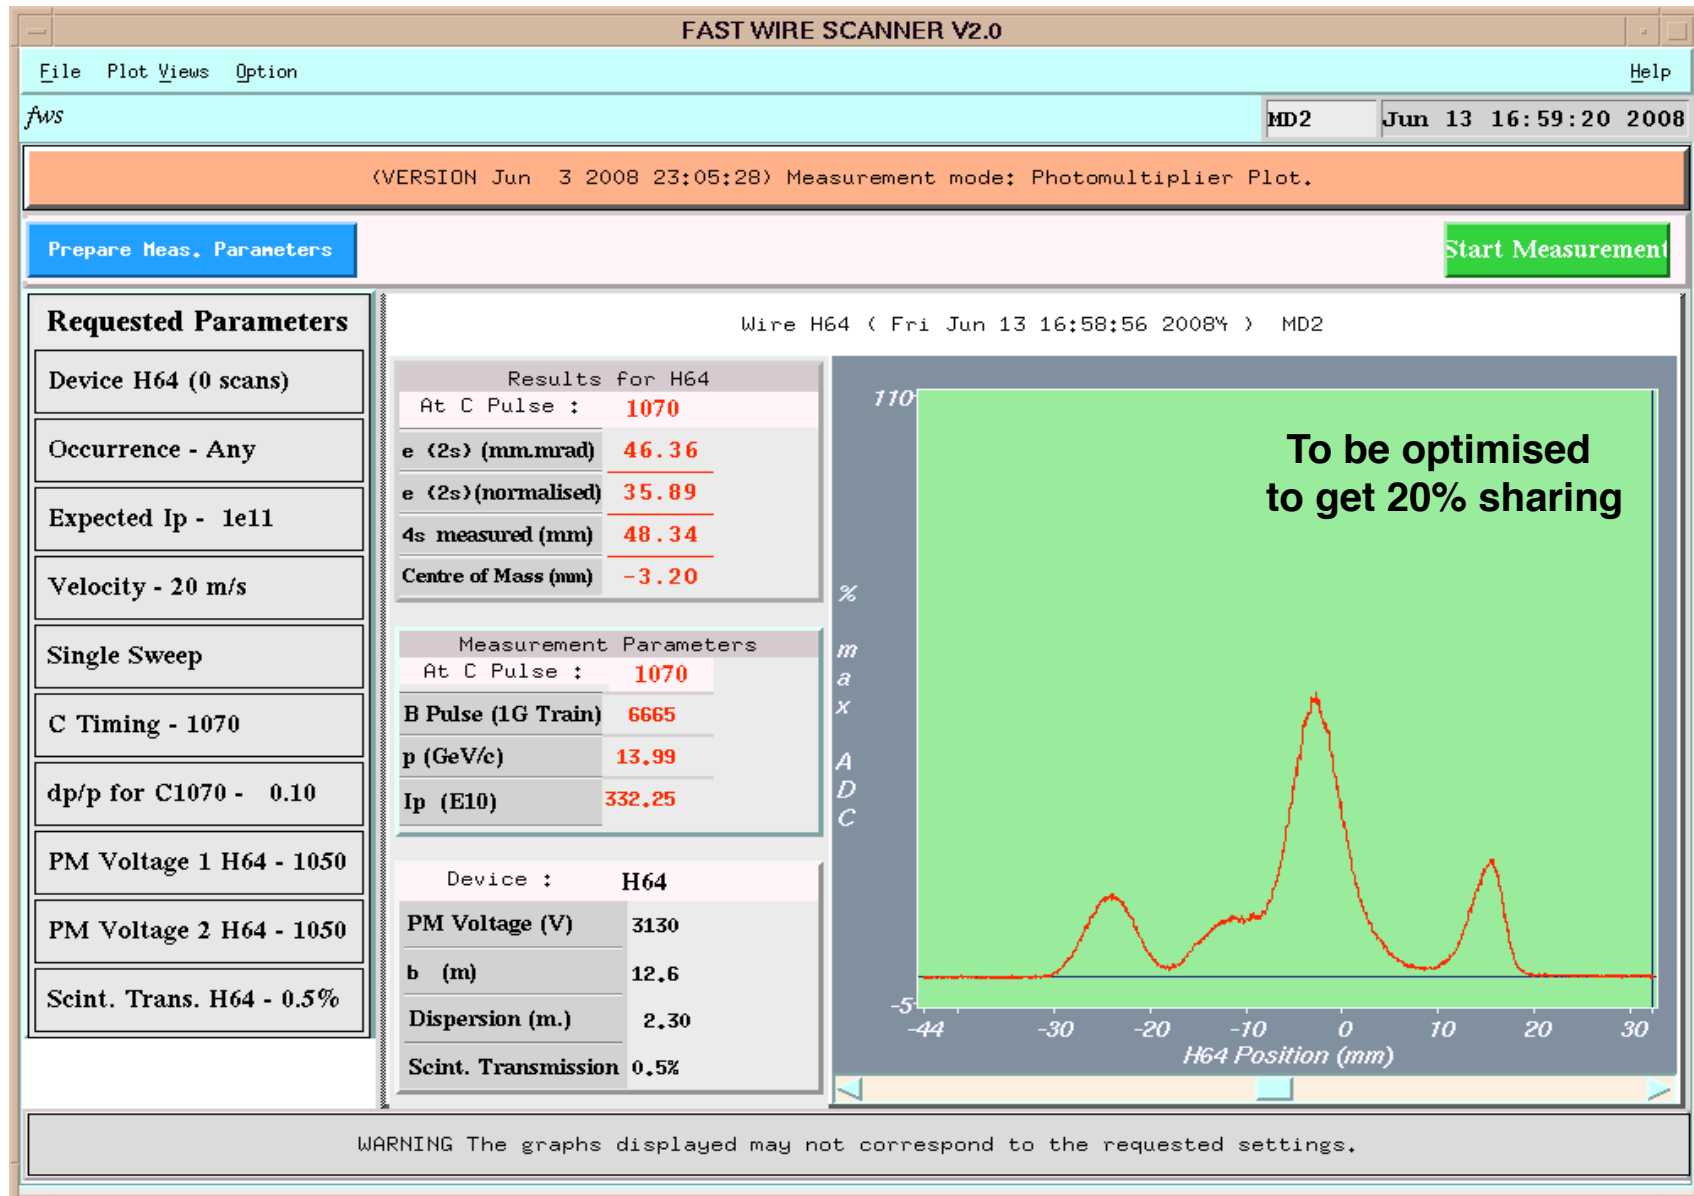 FAST WIRE SCANNER V2.0
File Plot Views Option Help
fws MD2 Jun 13 16:59:20 2008
(VERSION Jun 3 2008 23:05:28) Measurement mode: Photomultiplier Plot.
Prepare Meas. Parameters
Start Measurement
Requested Parameters
Device H64 (0 scans)
Occurrence - Any
Expected Ip - 1e11
Velocity - 20 m/s
Single Sweep
C Timing - 1070
dp/p for C1070 - 0.10
PM Voltage 1 H64 - 1050
PM Voltage 2 H64 - 1050
Scint. Trans. H64 - 0.5%
Wire H64 ( Fri Jun 13 16:58:56 2008% ) MD2
Results for H64
At C Pulse : 1070
e (2s) (mm.mrad) 46.36
e (2s)(normalised) 35.89
4s measured (mm) 48.34
Centre of Mass (mm) -3.20
Measurement Parameters
At C Pulse : 1070
B Pulse (1G Train) 6665
p (GeV/c) 13.99
Ip (E10) 332.25
Device : H64
PM Voltage (V) 3130
b (m) 12.6
Dispersion (m.) 2.30
Scint. Transmission 0.5%
110
To be optimised
to get 20% sharing
% max ADC
-5
-44 -30 -20 -10 0 10 20 30
H64 Position (mm)
WARNING The graphs displayed may not correspond to the requested settings.